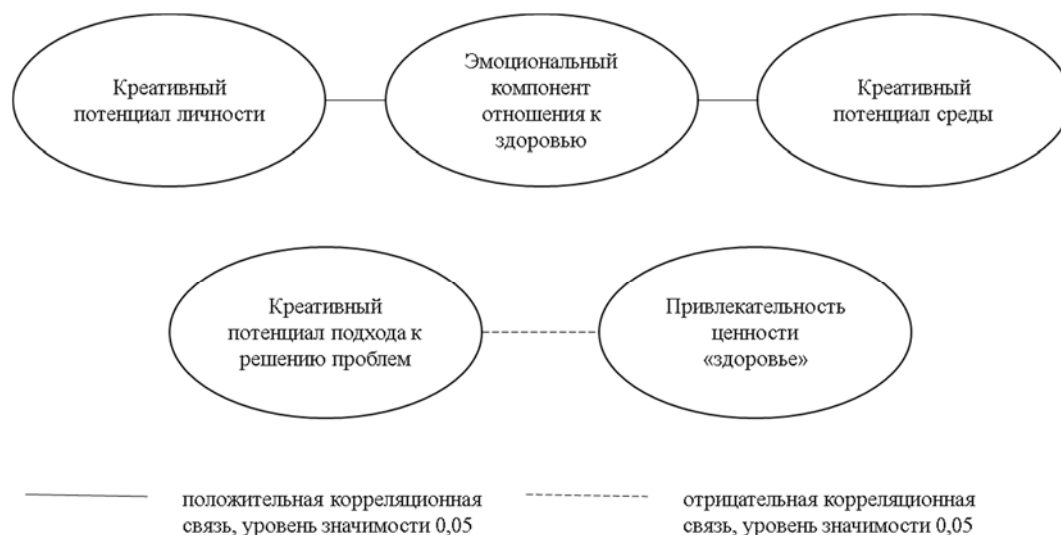 Креативный
потенциал личности
Эмоциональный
компонент
отношения к
здоровью
Креативный
потенциал среды
Креативный
потенциал подхода к
решению проблем
Привлекательность
ценности
«здоровье»
положительная корреляционная
связь, уровень значимости 0,05
отрицательная корреляционная
связь, уровень значимости 0,05